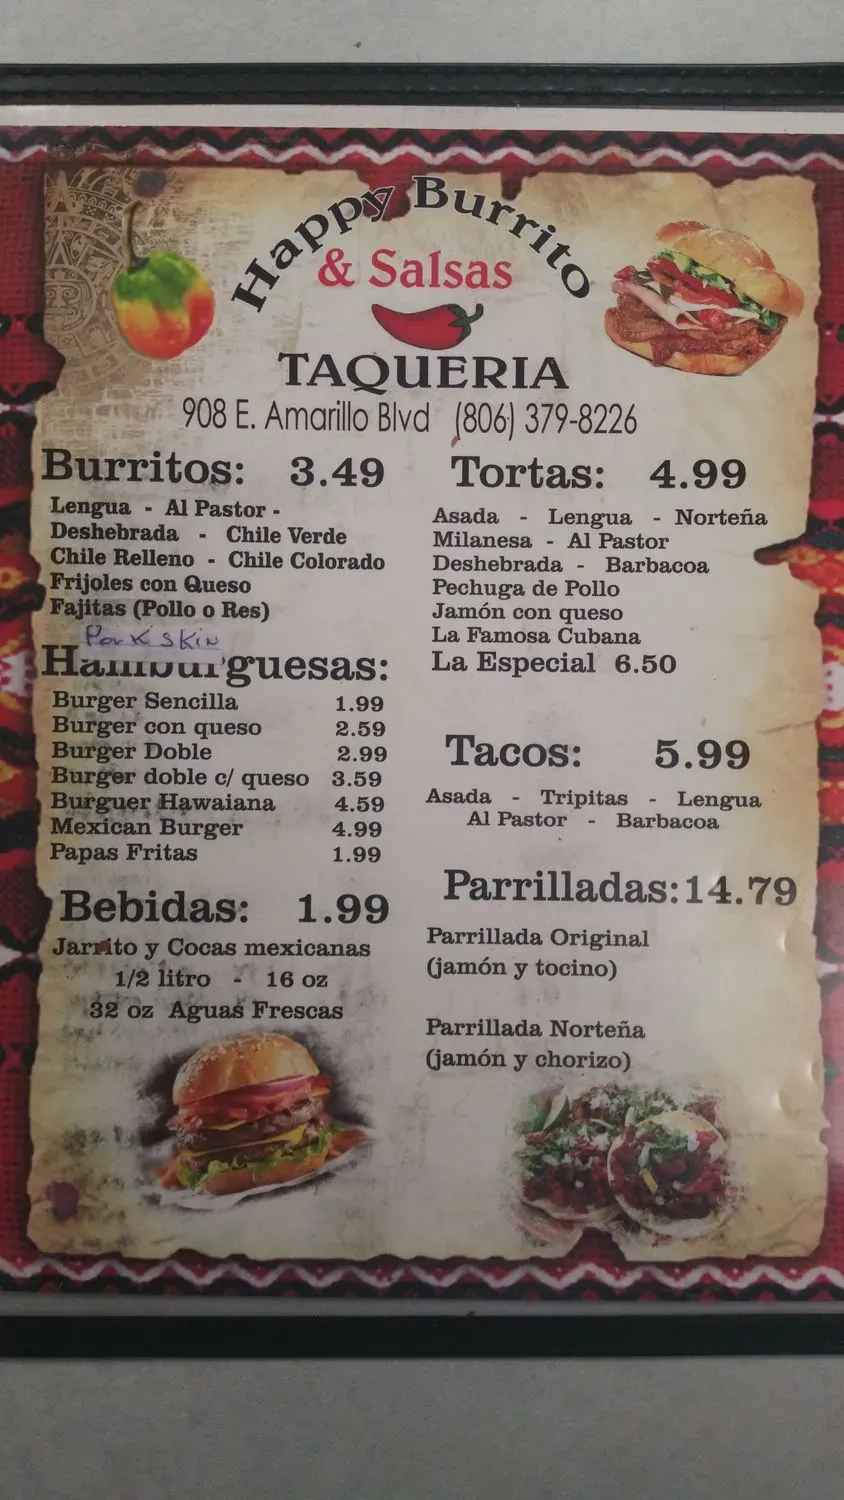 Happy Burrito
& Salsas
TAQUERIA
908 E. Amarillo Blvd (806) 379-8226
Burritos: 3.49
Lengua - Al Pastor -
Deshebrada - Chile Verde
Chile Relleno - Chile Colorado
Frijoles con Queso
Fajitas (Pollo o Res)
Pork Skin
Hamburguesas:
Burger Sencilla 1.99
Burger con queso 2.59
Burger Doble 2.99
Burger doble c/ queso 3.59
Burguer Hawaiana 4.59
Mexican Burger 4.99
Papas Fritas 1.99
Bebidas: 1.99
Jarrito y Cocas mexicanas
1/2 litro - 16 oz
32 oz Aguas Frescas
Tortas: 4.99
Asada - Lengua - Norteña
Milanesa - Al Pastor
Deshebrada - Barbacoa
Pechuga de Pollo
Jamón con queso
La Famosa Cubana
La Especial 6.50
Tacos: 5.99
Asada - Tripitas - Lengua
Al Pastor - Barbacoa
Parrilladas: 14.79
Parrillada Original
(jamón y tocino)
Parrillada Norteña
(jamón y chorizo)